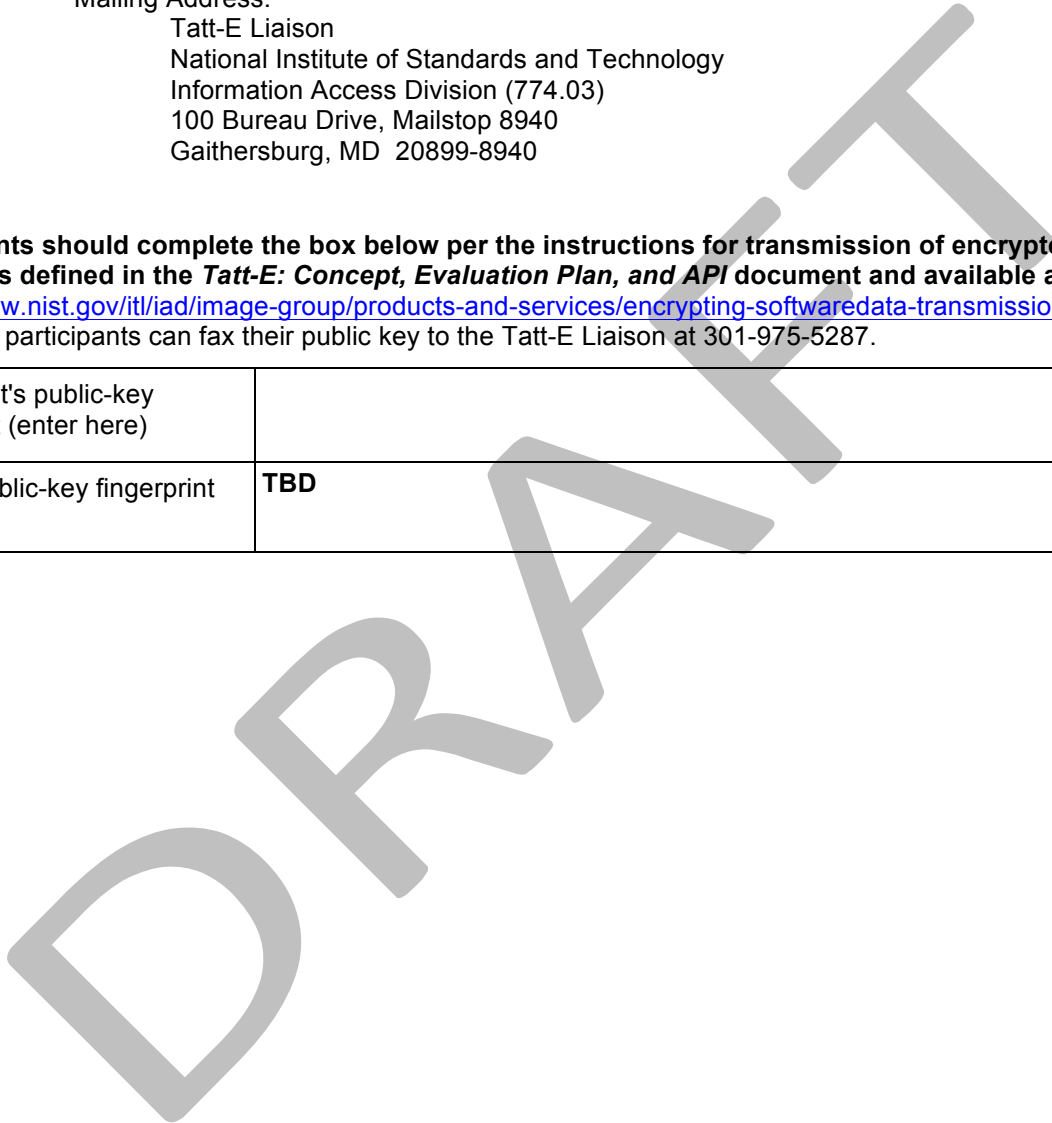 Mailing Address:
Tatt-E Liaison
National Institute of Standards and Technology
Information Access Division (774.03)
100 Bureau Drive, Mailstop 8940
Gaithersburg, MD 20899-8940
nts should complete the box below per the instructions for transmission of encrypte
s defined in the Tatt-E: Concept, Evaluation Plan, and API document and available a
w.nist.gov/itl/iad/image-group/products-and-services/encrypting-softwaredata-transmissio
participants can fax their public key to the Tatt-E Liaison at 301-975-5287.
t's public-key
(enter here)
blic-key fingerprint
TBD
DRAFT